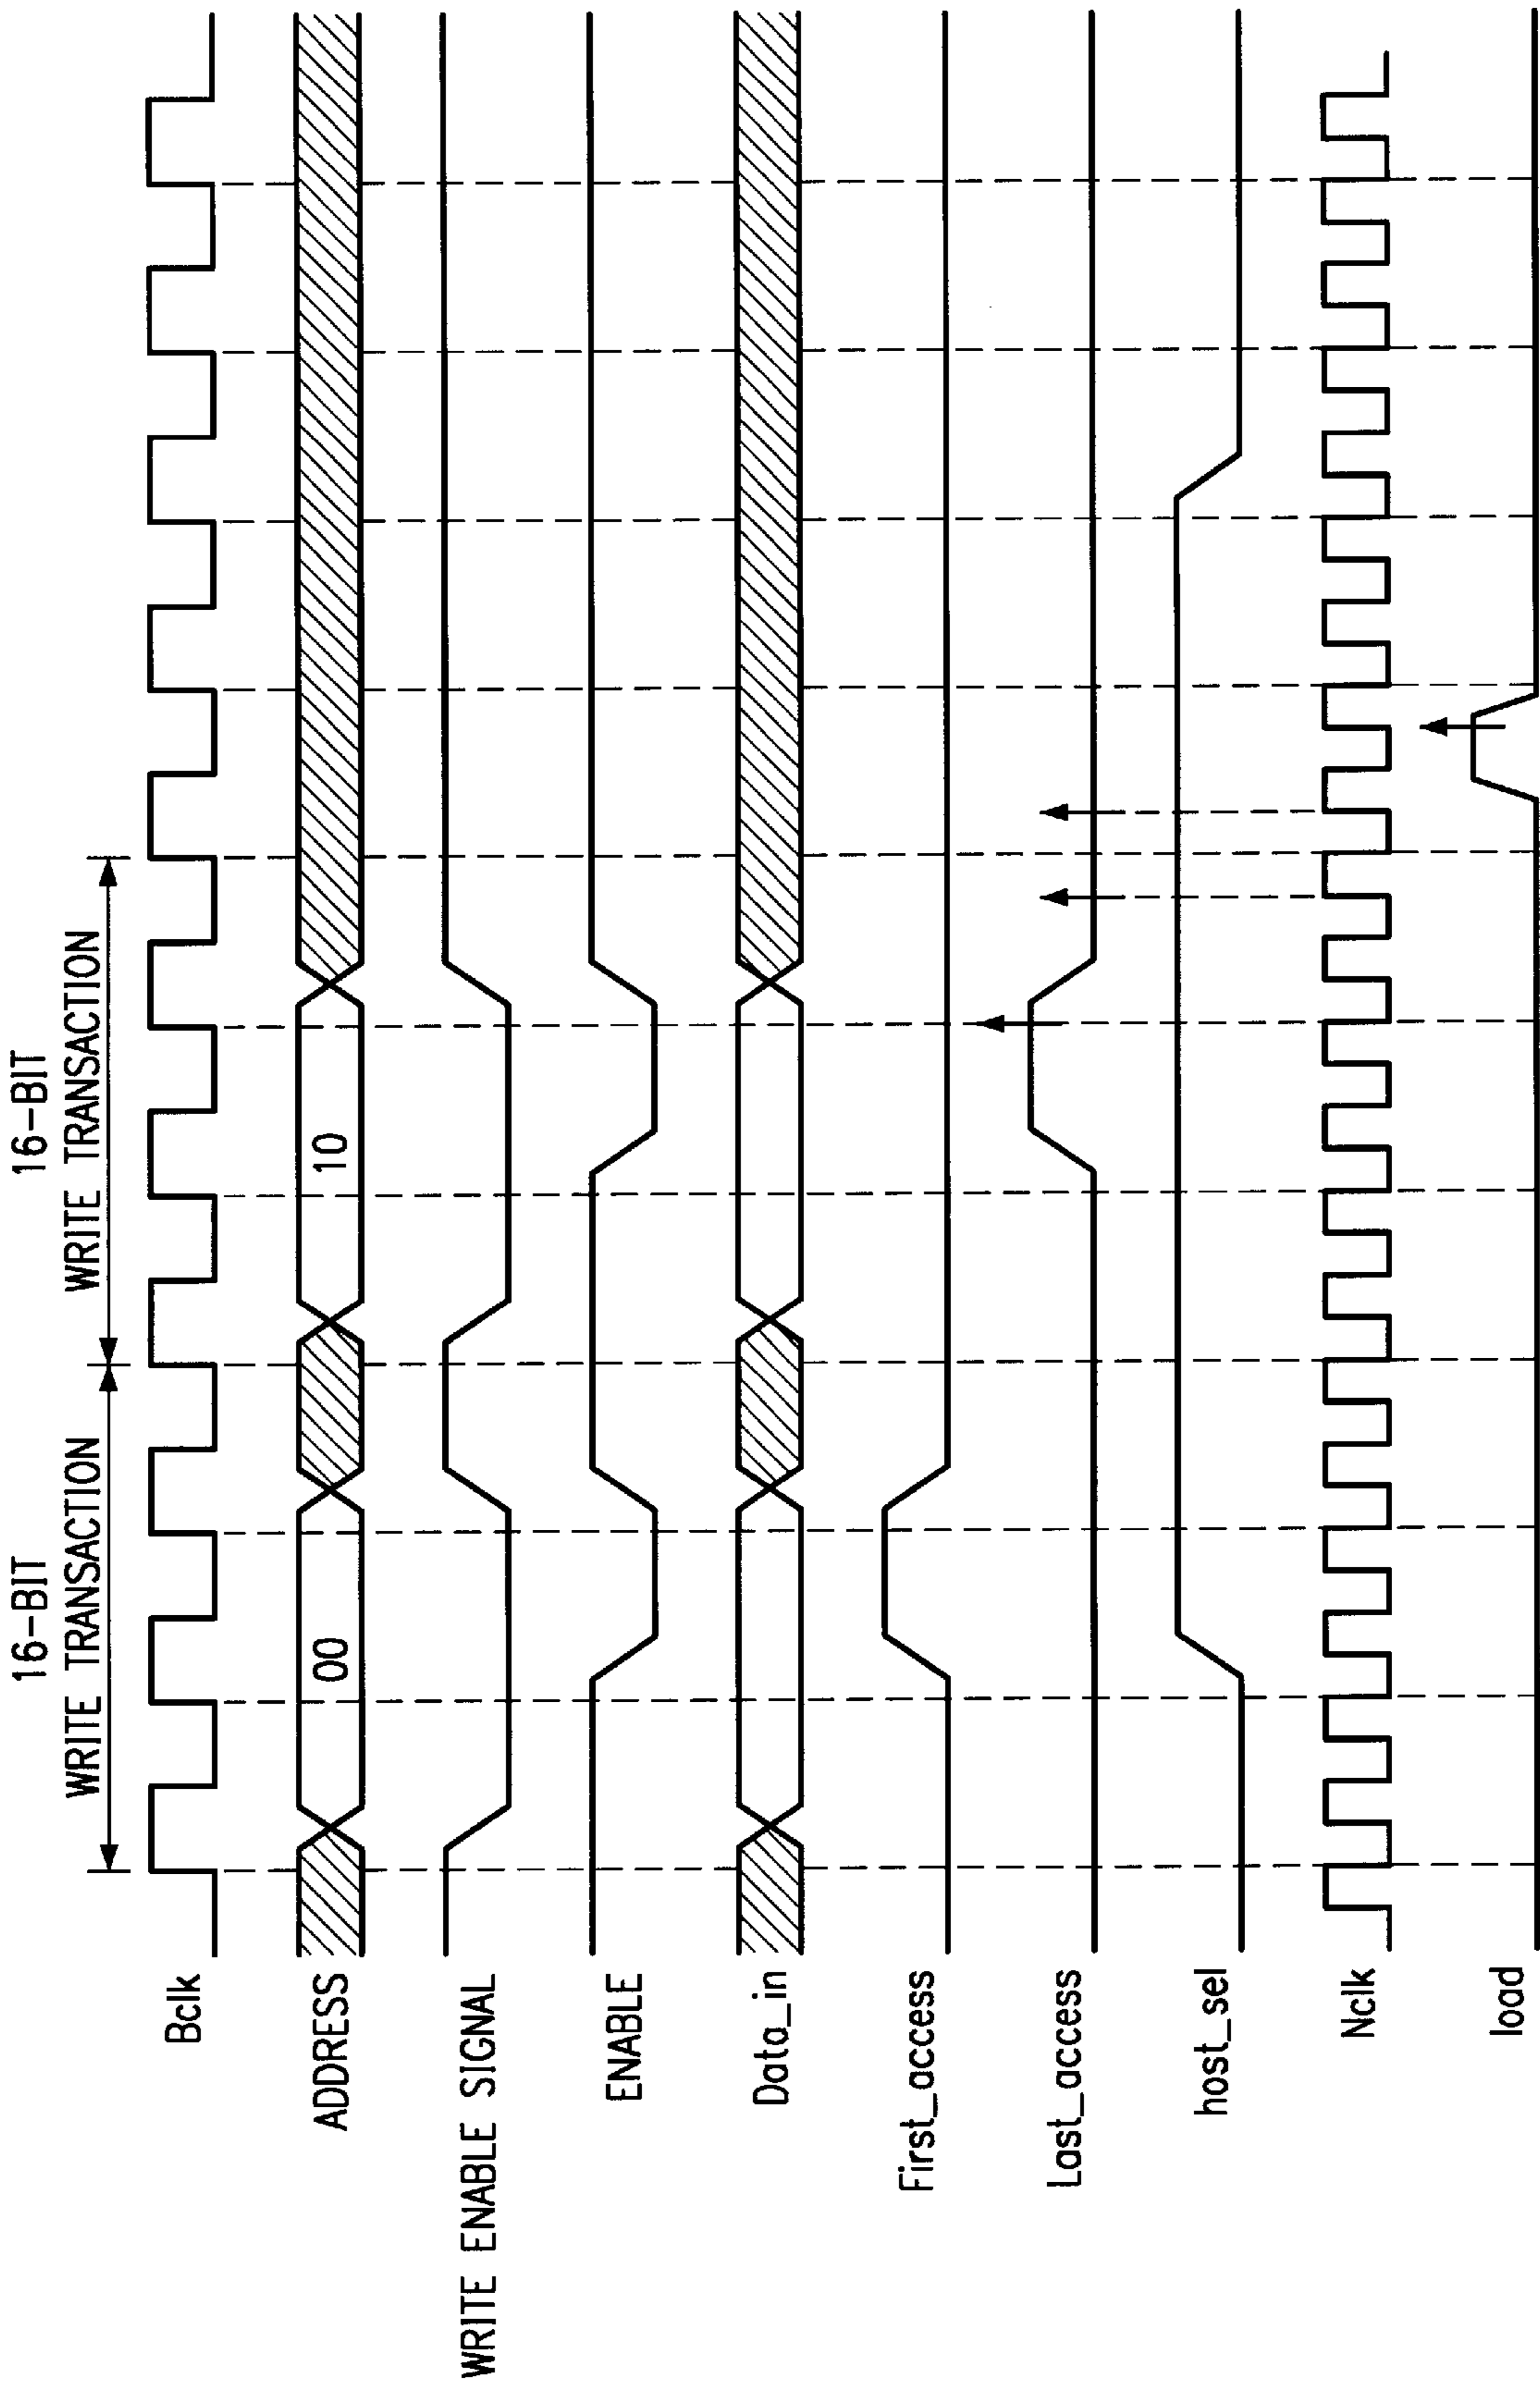 16-BIT
WRITE TRANSACTION
16-BIT
WRITE TRANSACTION
Bclk
ADDRESS
00
10
WRITE ENABLE SIGNAL
ENABLE
Data_in
First_access
Last_access
host_sel
Nclk
load